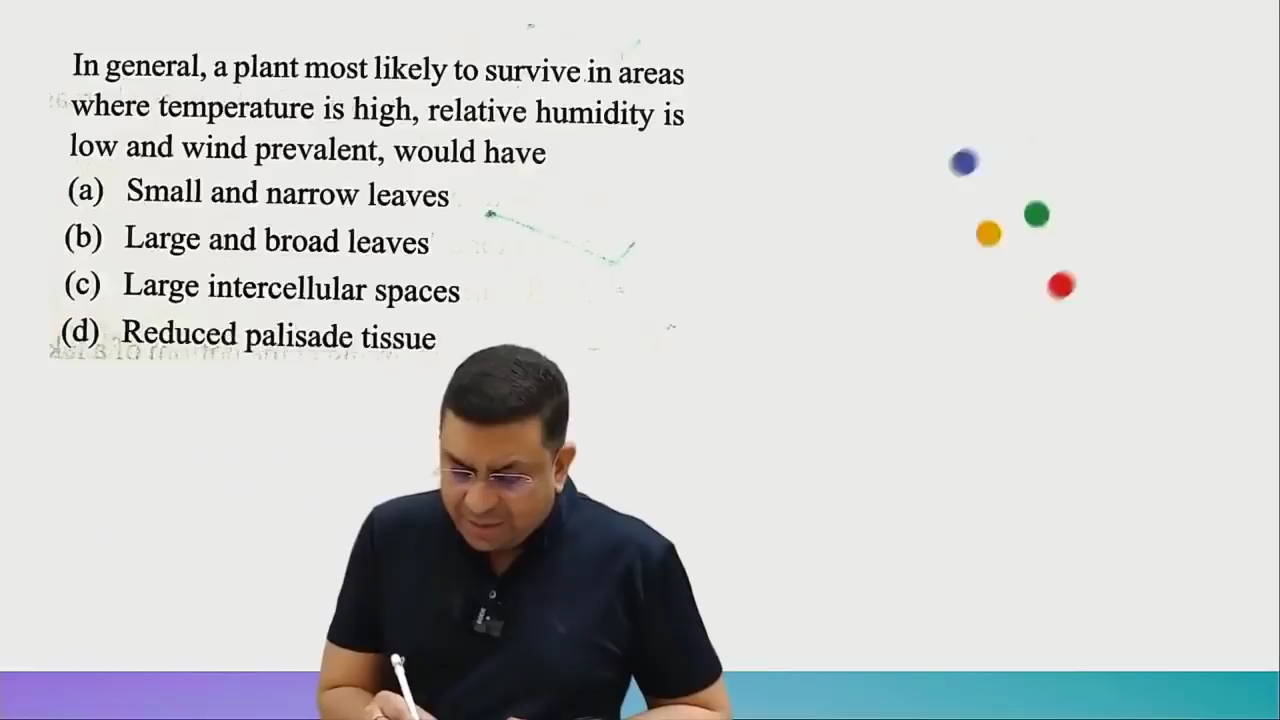 In general, a plant most likely to survive in areas
where temperature is high, relative humidity is
low and wind prevalent, would have
(a) Small and narrow leaves
(b) Large and broad leaves
(c) Large intercellular spaces
(d) Reduced palisade tissue